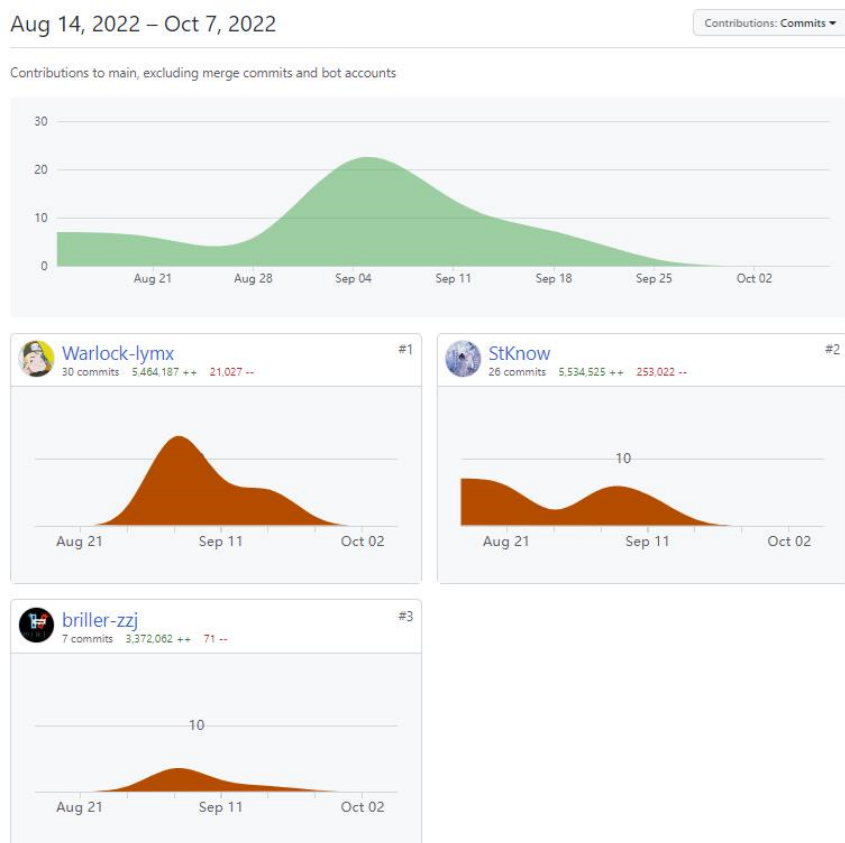 Aug 14, 2022 – Oct 7, 2022
Contributions: Commits
Contributions to main, excluding merge commits and bot accounts
30
20
10
0
Aug 21 Aug 28 Sep 04 Sep 11 Sep 18 Sep 25 Oct 02
Warlock-lymx #1
30 commits 5,464,187 ++ 21,027 --
10
Aug 21 Sep 11 Oct 02
StKnow #2
26 commits 5,534,525 ++ 253,022 --
10
Aug 21 Sep 11 Oct 02
briller-zzj #3
7 commits 3,372,062 ++ 71 --
10
Aug 21 Sep 11 Oct 02